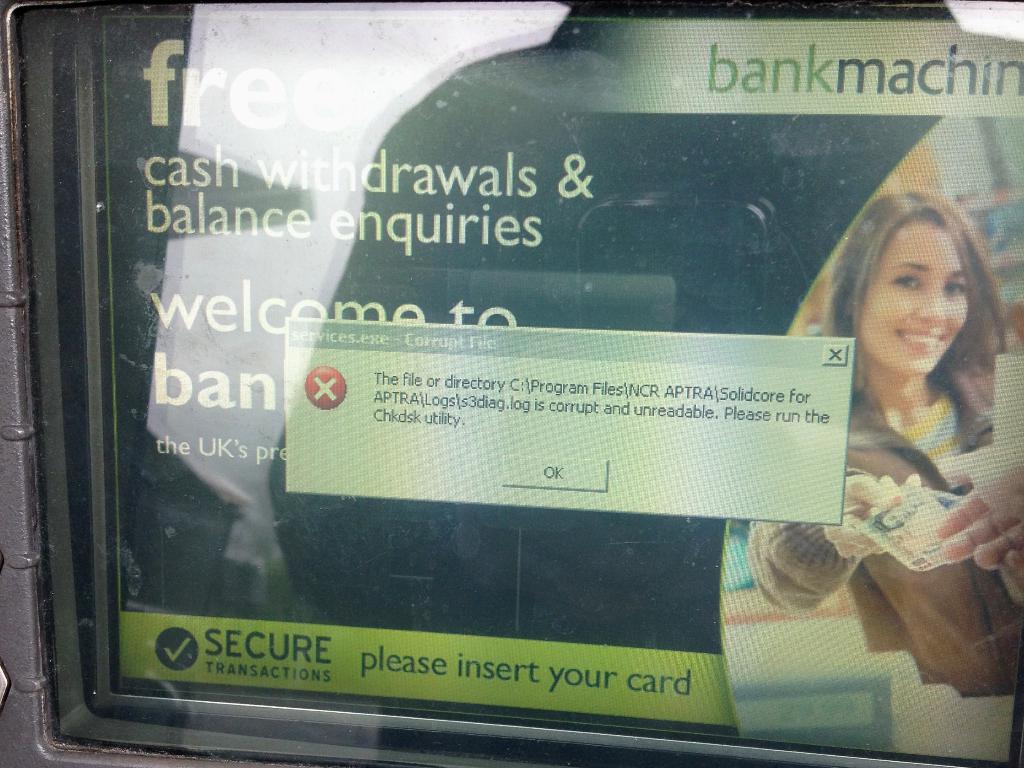 bankmachin
free
cash withdrawals &
balance enquiries
welcome to
ban
the UK's pre
services.exe - Corrupt File
The file or directory C:\Program Files\NCR APTRA\Solidcore for
APTRA\Logs\s3diag.log is corrupt and unreadable. Please run the
Chkdsk utility.
OK
SECURE
TRANSACTIONS
please insert your card